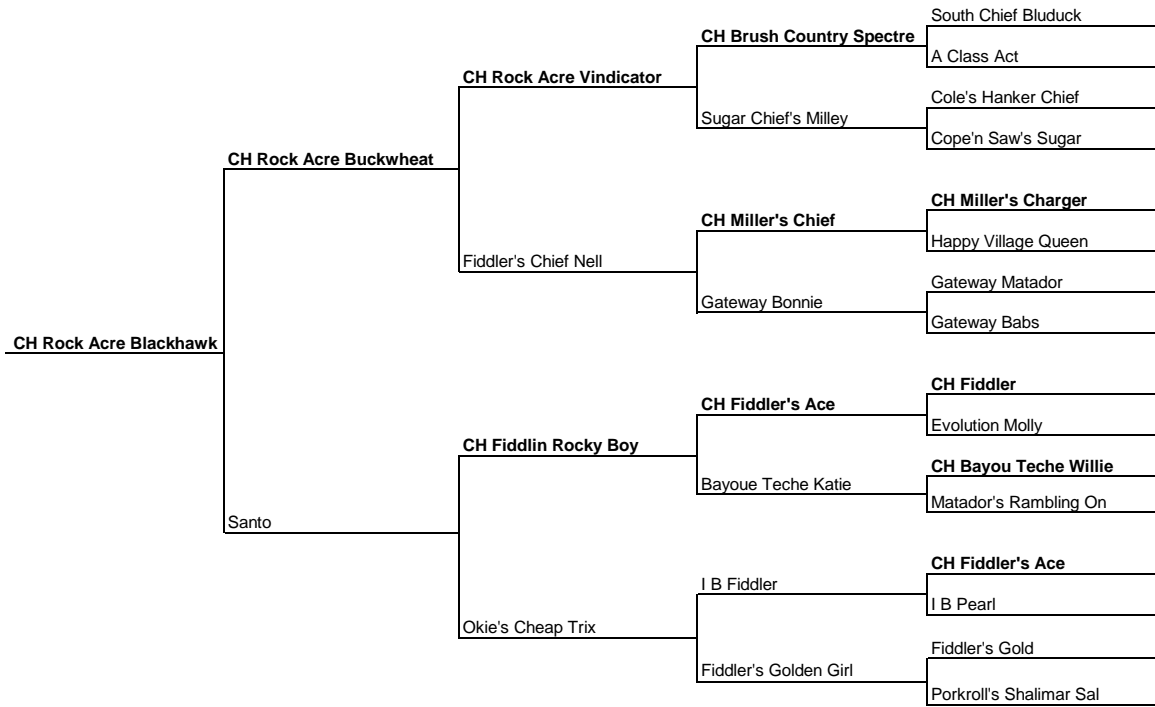 South Chief Bluduck
CH Brush Country Spectre
A Class Act
CH Rock Acre Vindicator
Cole's Hanker Chief
Sugar Chief's Milley
Cope'n Saw's Sugar
CH Rock Acre Buckwheat
CH Miller's Charger
CH Miller's Chief
Happy Village Queen
Fiddler's Chief Nell
Gateway Matador
Gateway Bonnie
Gateway Babs
CH Rock Acre Blackhawk
CH Fiddler
CH Fiddler's Ace
Evolution Molly
CH Fiddlin Rocky Boy
CH Bayou Teche Willie
Bayoue Teche Katie
Matador's Rambling On
Santo
CH Fiddler's Ace
I B Fiddler
I B Pearl
Okie's Cheap Trix
Fiddler's Gold
Fiddler's Golden Girl
Porkroll's Shalimar Sal